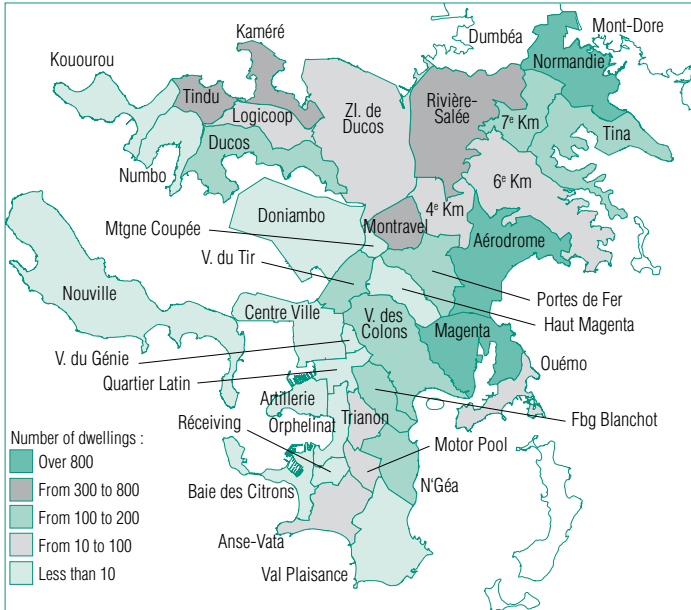 Kaméré
Dumbéa
Mont-Dore
Kouourou
Normandie
Tindu
Rivière-
Salée
ZI. de
Ducos
Logicoop
7e Km
Tina
Ducos
Numbo
6e Km
Doniambo
4e Km
Montravel
Mtgne Coupée
Aérodrome
V. du Tir
Nouville
Portes de Fer
Centre Ville
V. des
Colons
Haut Magenta
Magenta
V. du Génie
Ouémo
Quartier Latin
Artillerie
Fbg Blanchot
Réceiving
Orphelinat
Trianon
Motor Pool
Number of dwellings :
Over 800
From 300 to 800
From 100 to 200
From 10 to 100
Less than 10
Baie des Citrons
N'Géa
Anse-Vata
Val Plaisance